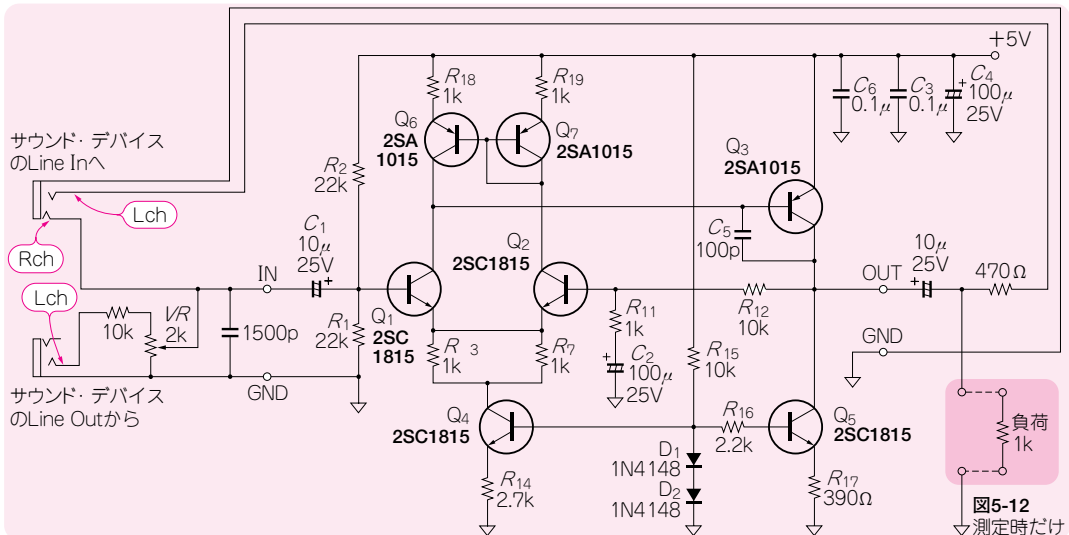 サウンド・デバイス
のLine Inへ
Lch
Rch
Lch
10k
VR
2k
サウンド・デバイス
のLine Outから
1500p
IN
GND
C1
10μ
25V
+
R2
22k
R1
22k
R18
1k
R19
1k
Q6
2SA
1015
Q7
2SA1015
Q1
2SC
1815
Q2
2SC1815
R 3
1k
R7
1k
Q4
2SC1815
R14
2.7k
R11
1k
+
C2
100μ
25V
R12
10k
R15
10k
R16
2.2k
D1
1N4148
D2
1N4148
Q3
2SA1015
C5
100p
Q5
2SC1815
R17
390Ω
+5V
C6
0.1μ
C3
0.1μ
+
C4
100μ
25V
OUT
10μ
25V
+
470Ω
GND
負荷
1k
図5-12
測定時だけ